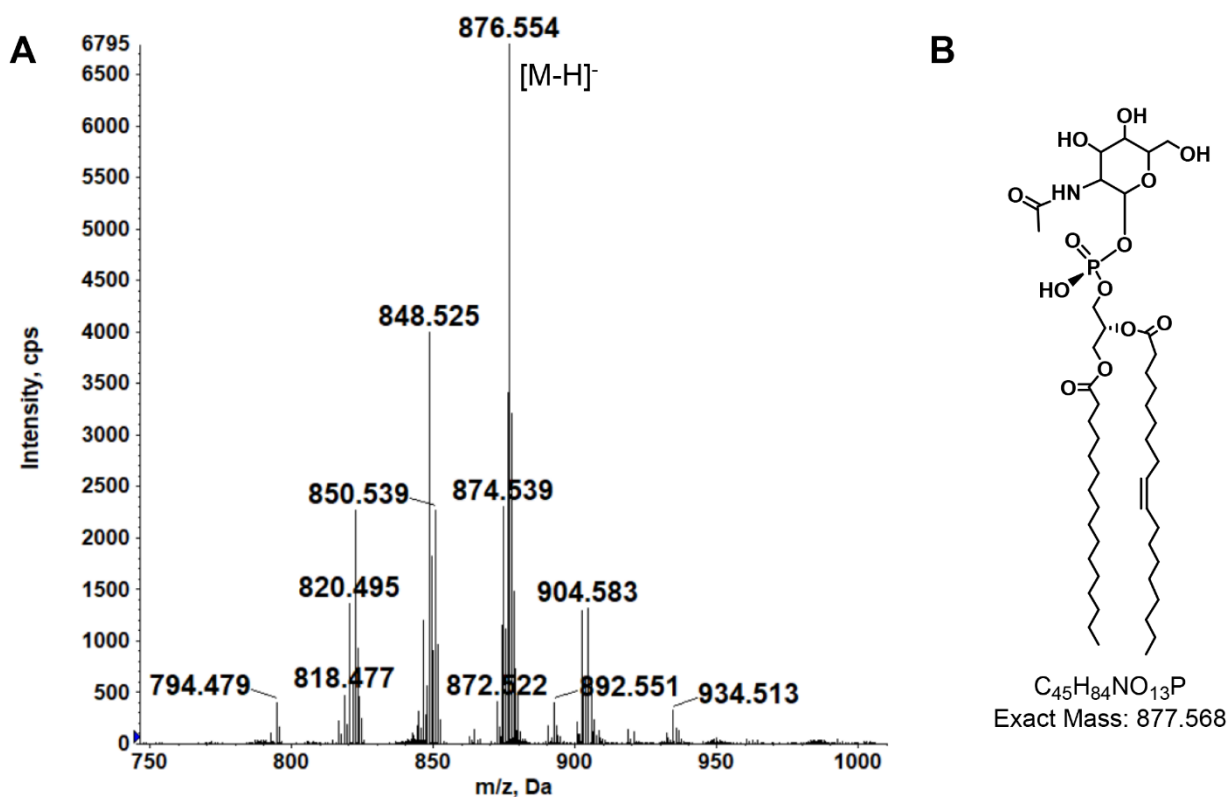 A
B
876.554
[M-H]-
848.525
850.539
874.539
820.495
904.583
794.479
818.477
872.522
892.551
934.513
6795
6500
6000
5500
5000
4500
4000
3500
3000
2500
2000
1500
1000
500
0
Intensity, cps
750
800
850
900
950
1000
m/z, Da
OH
HO
OH
O
O
HN
O
O
P
HO
O
O
O
O
O
C45H84NO13P
Exact Mass: 877.568